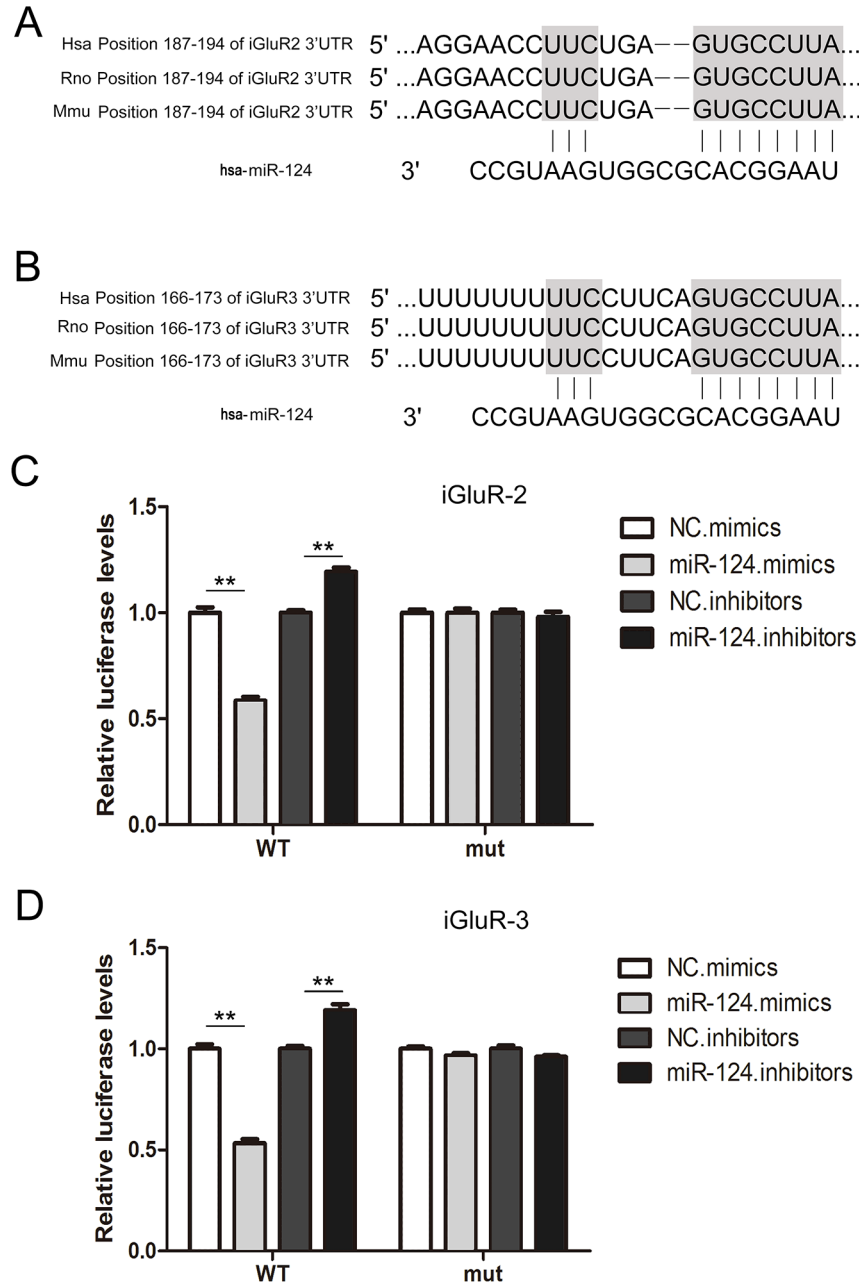 A
Hsa Position 187-194 of iGluR2 3'UTR 5' ...AGGAACCUUCUGA——GUGCCUUA...
Rno Position 187-194 of iGluR2 3'UTR 5' ...AGGAACCUUCUGA——GUGCCUUA...
Mmu Position 187-194 of iGluR2 3'UTR 5' ...AGGAACCUUCUGA——GUGCCUUA...
hsa-miR-124 3' CCGUAAGUGGCGCACGGAAU
B
Hsa Position 166-173 of iGluR3 3'UTR 5' ...UUUUUUUUUCCUUCAGUGCCUUA...
Rno Position 166-173 of iGluR3 3'UTR 5' ...UUUUUUUUUCCUUCAGUGCCUUA...
Mmu Position 166-173 of iGluR3 3'UTR 5' ...UUUUUUUUUCCUUCAGUGCCUUA...
hsa-miR-124 3' CCGUAAGUGGCGCACGGAAU
C
iGluR-2
Relative luciferase levels
1.5
1.0
0.5
0.0
**
**
WT
mut
NC.mimics
miR-124.mimics
NC.inhibitors
miR-124.inhibitors
D
iGluR-3
Relative luciferase levels
1.5
1.0
0.5
0.0
**
**
WT
mut
NC.mimics
miR-124.mimics
NC.inhibitors
miR-124.inhibitors